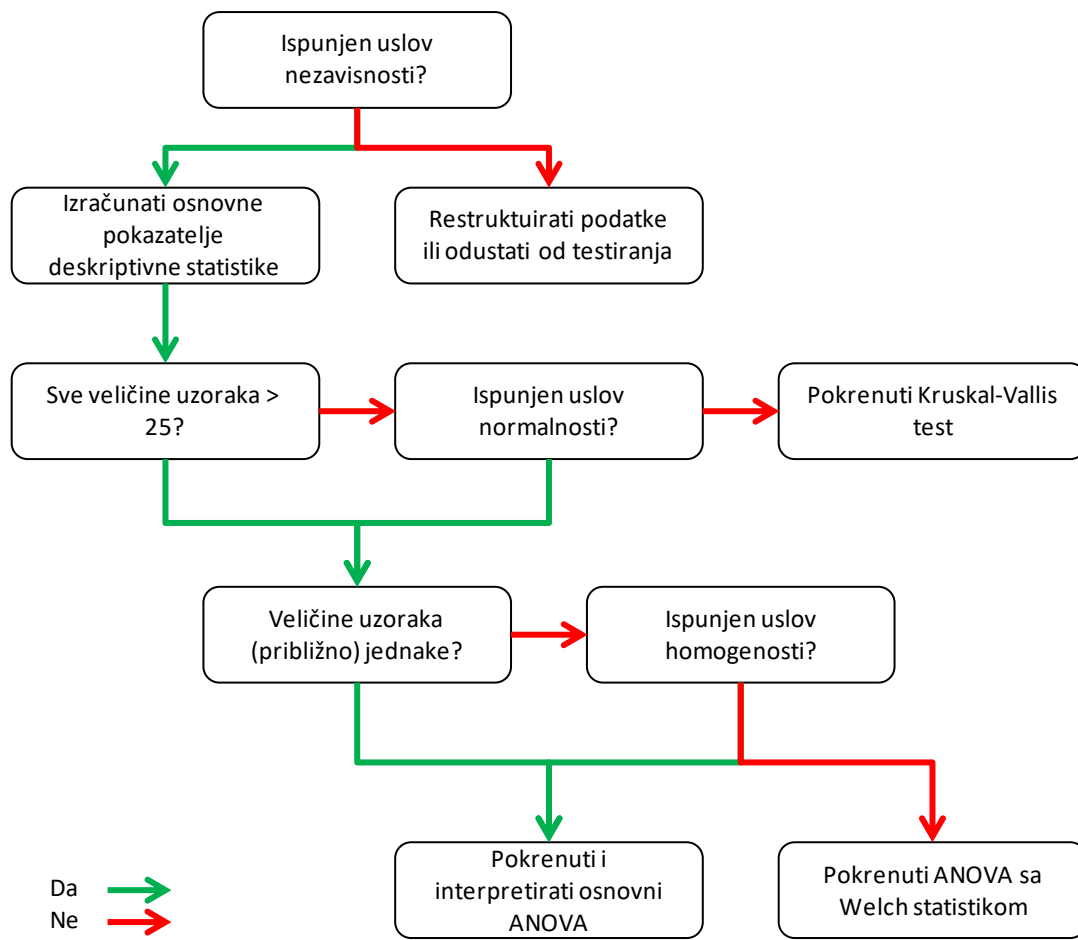 Ispunjen uslov
nezavisnosti?
Izračunati osnovne
pokazatelje
deskriptivne statistike
Restruktuirati podatke
ili odustati od testiranja
Sve veličine uzoraka >
25?
Ispunjen uslov
normalnosti?
Pokrenuti Kruskal-Vallis
test
Veličine uzoraka
(približno) jednake?
Ispunjen uslov
homogenosti?
Pokrenuti i
interpretirati osnovni
ANOVA
Pokrenuti ANOVA sa
Welch statistikom
Da
Ne